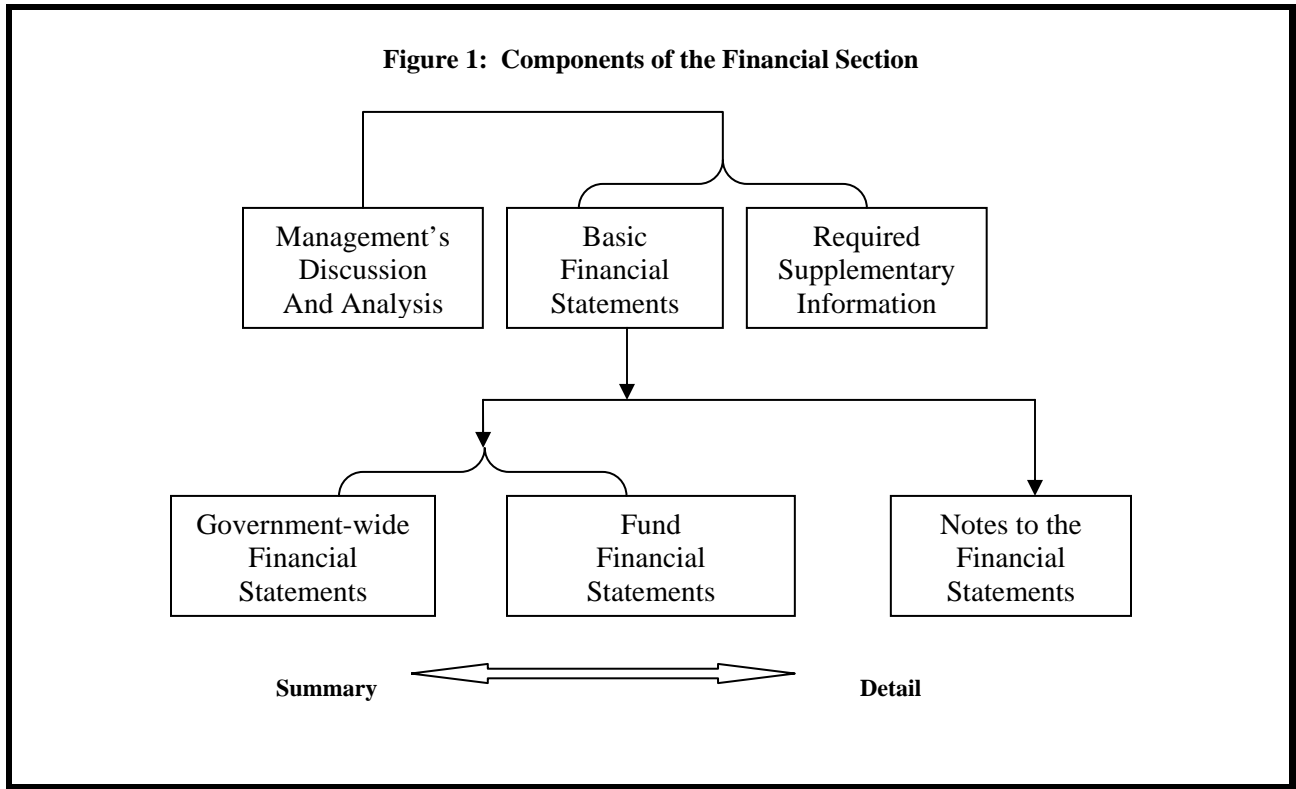 Figure 1:  Components of the Financial Section
Management’s
Discussion
And Analysis
Basic
Financial
Statements
Required
Supplementary
Information
Government-wide
Financial
Statements
Fund
Financial
Statements
Notes to the
Financial
Statements
Summary
Detail